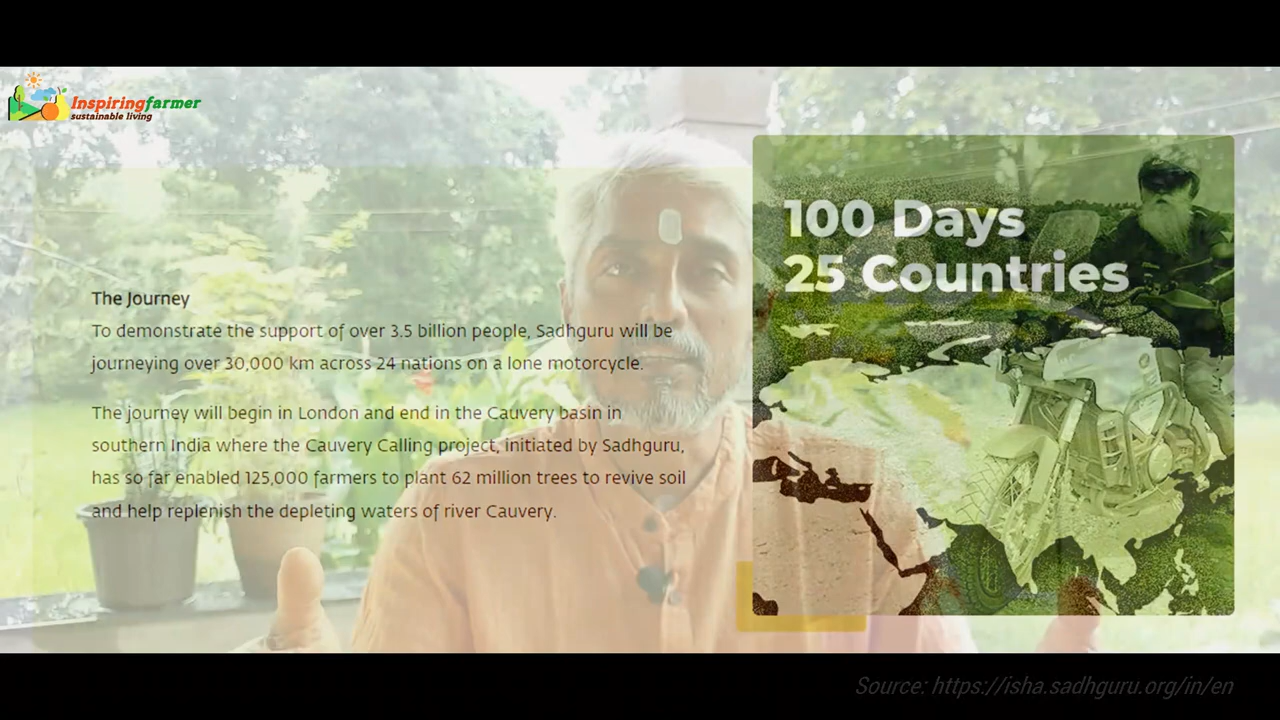 Inspiringfarmer
sustainable living
100 Days
25 Countries
The Journey
To demonstrate the support of over 3.5 billion people, Sadhguru will be
journeying over 30,000 km across 24 nations on a lone motorcycle.
The journey will begin in London and end in the Cauvery basin in
southern India where the Cauvery Calling project, initiated by Sadhguru,
has so far enabled 125,000 farmers to plant 62 million trees to revive soil
and help replenish the depleting waters of river Cauvery.
Source: https://isha.sadhguru.org/in/en